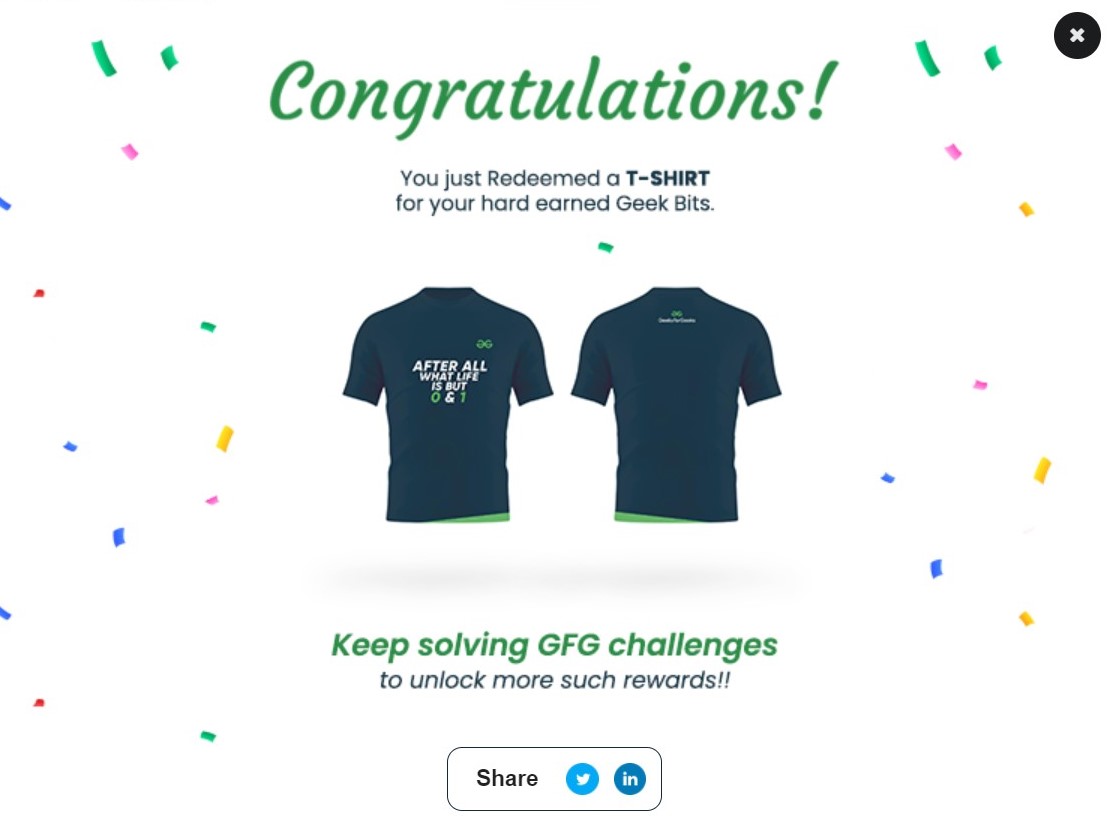 Congratulations!
You just Redeemed a T-SHIRT
for your hard earned Geek Bits.
AFTER ALL
WHAT LIFE
IS BUT
0 & 1
GeeksforGeeks
Keep solving GFG challenges
to unlock more such rewards!!
Share
in